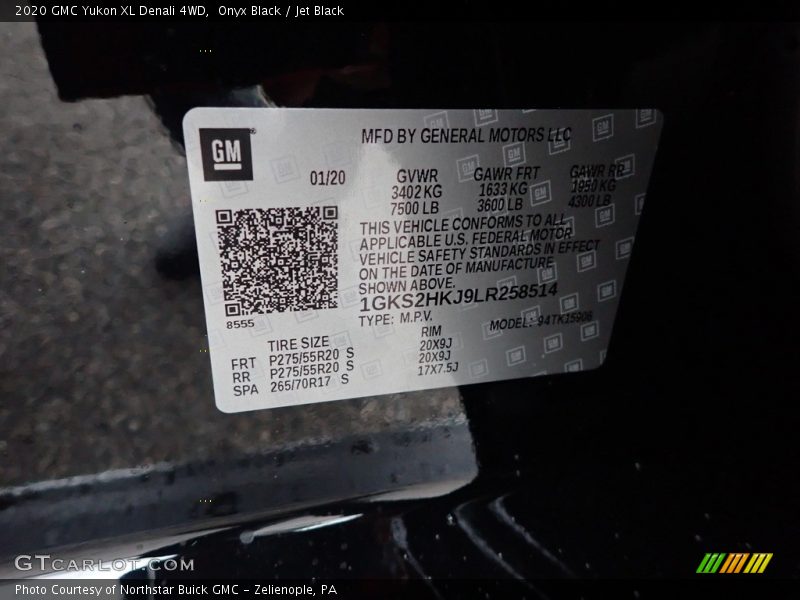 2020 GMC Yukon XL Denali 4WD,  Onyx Black / Jet Black
GM
MFD BY GENERAL MOTORS LLC
01/20
GVWR GAWR FRT GAWR RR
3402 KG 1633 KG 1950 KG
7500 LB 3600 LB 4300 LB
THIS VEHICLE CONFORMS TO ALL
APPLICABLE U.S. FEDERAL MOTOR
VEHICLE SAFETY STANDARDS IN EFFECT
ON THE DATE OF MANUFACTURE
SHOWN ABOVE.
1GKS2HKJ9LR258514
TYPE: M.P.V. MODEL: 94TK15906
8555
TIRE SIZE RIM
FRT P275/55R20 S 20X9J
RR P275/55R20 S 20X9J
SPA 265/70R17 S 17X7.5J
GTCARLOT.COM
Photo Courtesy of Northstar Buick GMC - Zelienople, PA